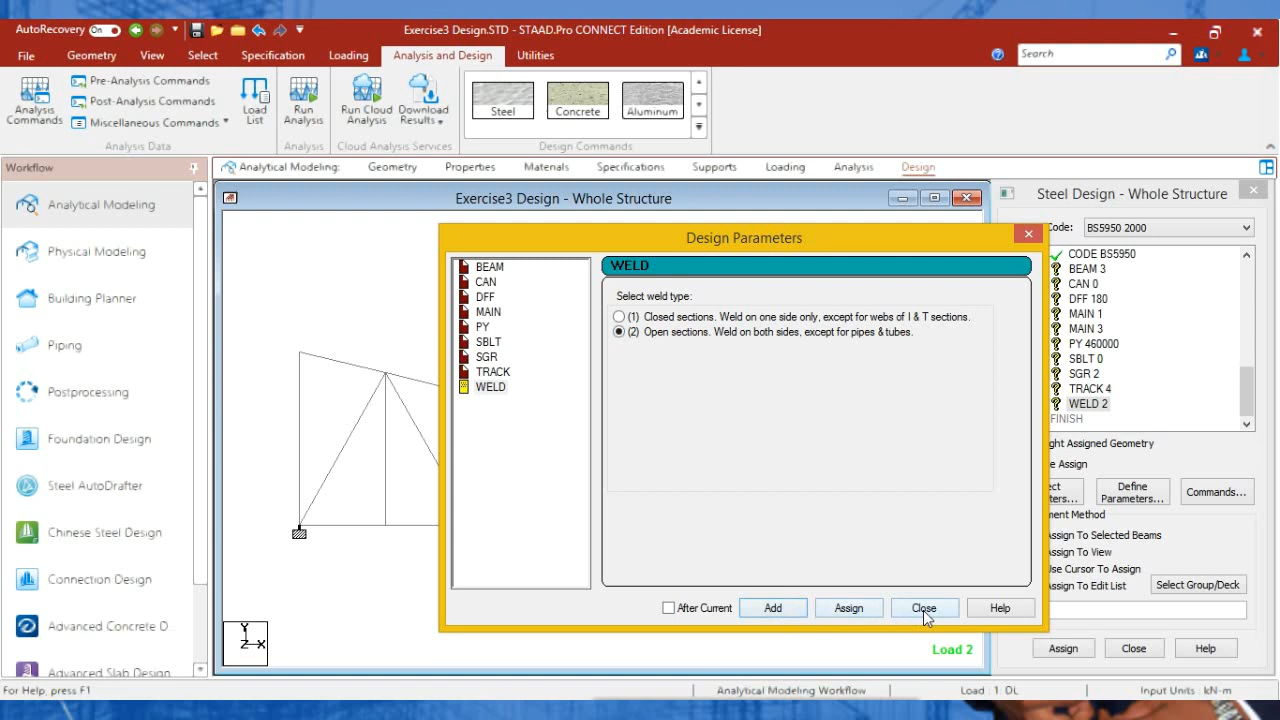 AutoRecovery On Exercise3 Design.STD - STAAD.Pro CONNECT Edition [Academic License]
File Geometry View Select Specification Loading Analysis and Design Utilities Search
Analysis Commands
Pre-Analysis Commands
Post-Analysis Commands
Miscellaneous Commands
Load List
Run Analysis
Run Cloud Analysis
Download Results
Steel Concrete Aluminum
Analysis Data Analysis Cloud Analysis Services Design Commands
Workflow
Analytical Modeling: Geometry Properties Materials Specifications Supports Loading Analysis Design
Analytical Modeling
Physical Modeling
Building Planner
Piping
Postprocessing
Foundation Design
Steel AutoDrafter
Chinese Steel Design
Connection Design
Advanced Concrete D
Advanced Slab Design
Exercise3 Design - Whole Structure
Y
Z X
Load 2
Design Parameters
BEAM
CAN
DFF
MAIN
PY
SBLT
SGR
TRACK
WELD
WELD
Select weld type:
(1) Closed sections. Weld on one side only, except for webs of I & T sections.
(2) Open sections. Weld on both sides, except for pipes & tubes.
After Current Add Assign Close Help
Steel Design - Whole Structure
Code: BS5950 2000
CODE BS5950
BEAM 3
CAN 0
DFF 180
MAIN 1
MAIN 3
PY 460000
SBLT 0
SGR 2
TRACK 4
WELD 2
FINISH
ght Assigned Geometry
e Assign
ct
ters...
Define Parameters...
Commands...
ment Method
Assign To Selected Beams
Assign To View
Use Cursor To Assign
Assign To Edit List Select Group/Deck
Assign Close Help
For Help, press F1 Analytical Modeling Workflow Load : 1: DL Input Units : kN-m